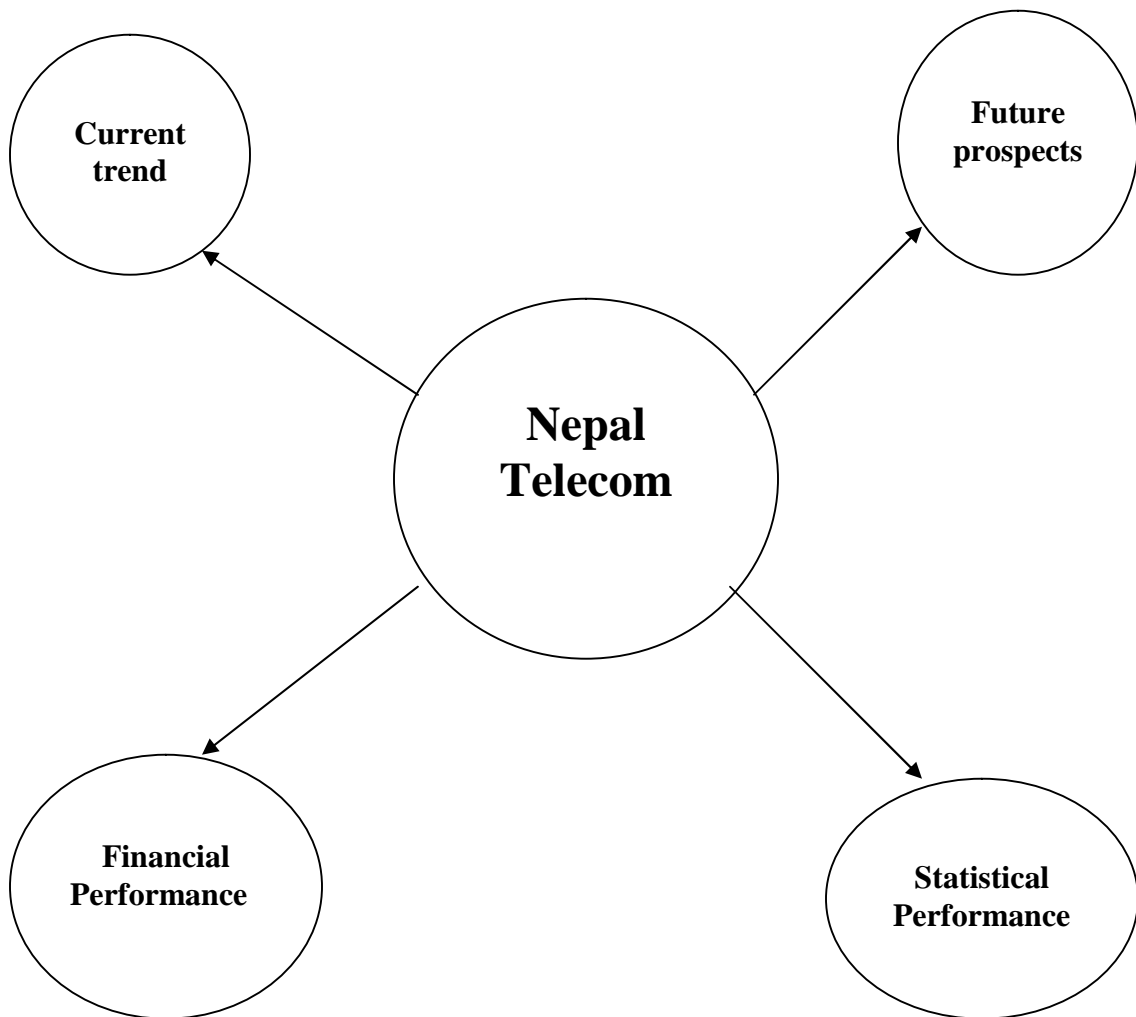 Current
trend
Future
prospects
Nepal
Telecom
Financial
Performance
Statistical
Performance